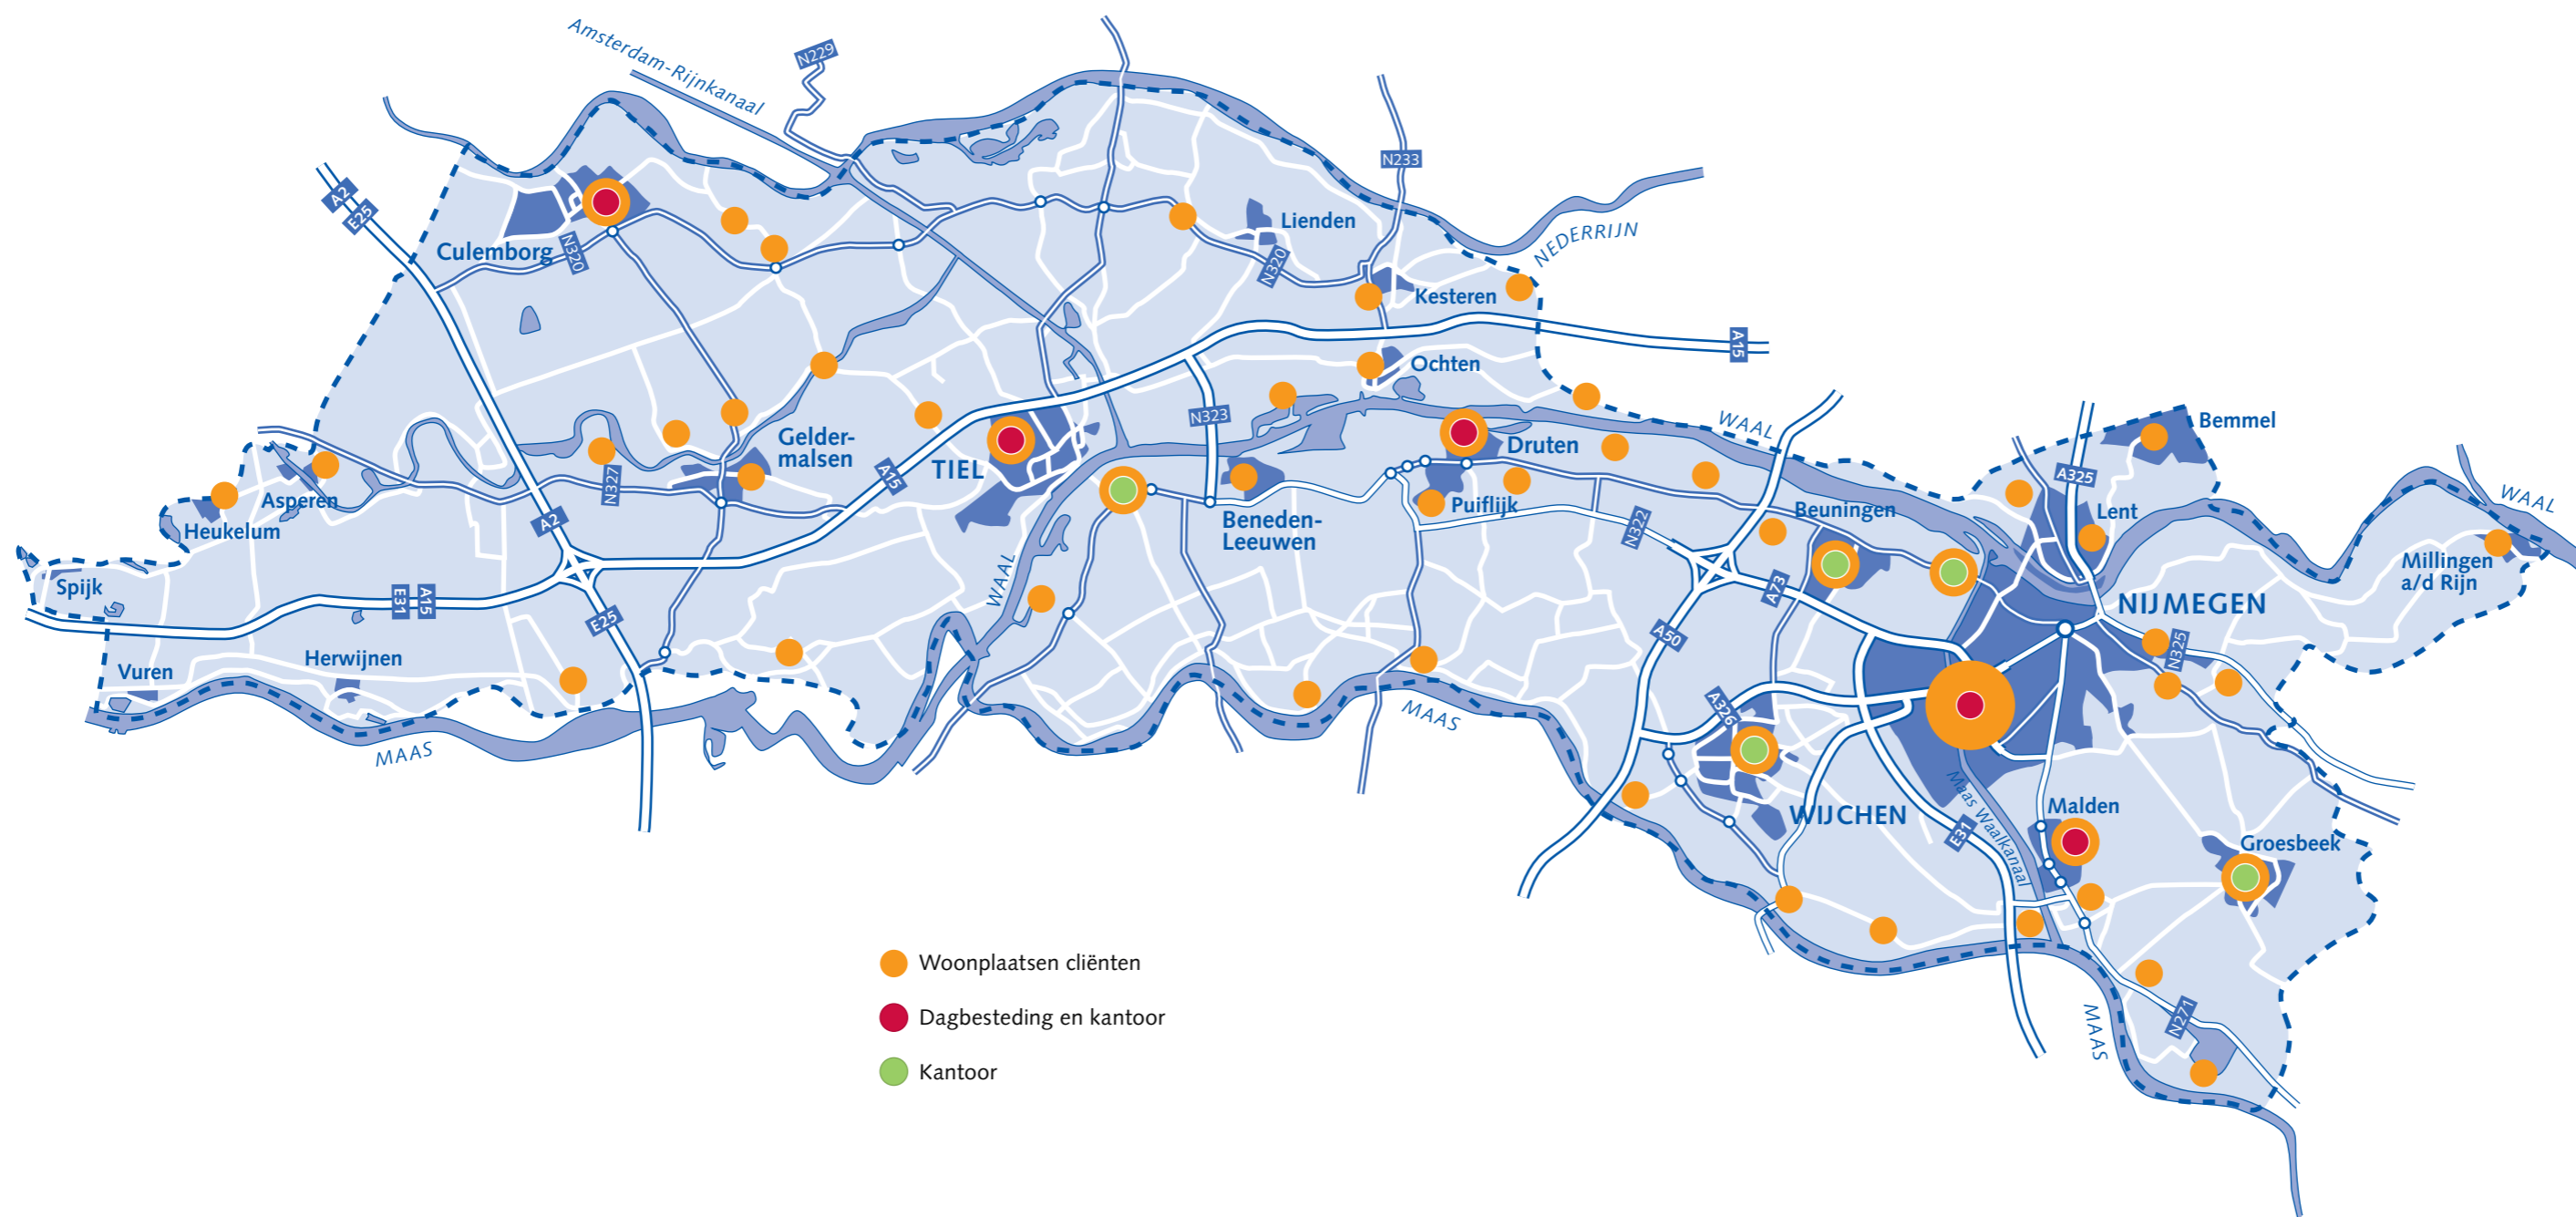 Amsterdam-Rijnkanaal
N229
N233
A2
E25
Culemborg
N320
Lienden
N320
NEDERRIJN
Kesteren
A15
Ochten
N323
WAAL
Bemmel
Gelder-
malsen
TIEL
A15
Druten
A325
N327
Asperen
Heukelum
A2
Beneden-
Leeuwen
Puiflijk
N322
Beuningen
Lent
WAAL
Millingen
a/d Rijn
Spijk
E31
A15
E25
WAAL
A73
A50
NIJMEGEN
N325
Vuren
Herwijnen
MAAS
MAAS
A326
WIJCHEN
E31
Maas Waalkanaal
Malden
Groesbeek
N271
MAAS
Woonplaatsen cliënten
Dagbesteding en kantoor
Kantoor